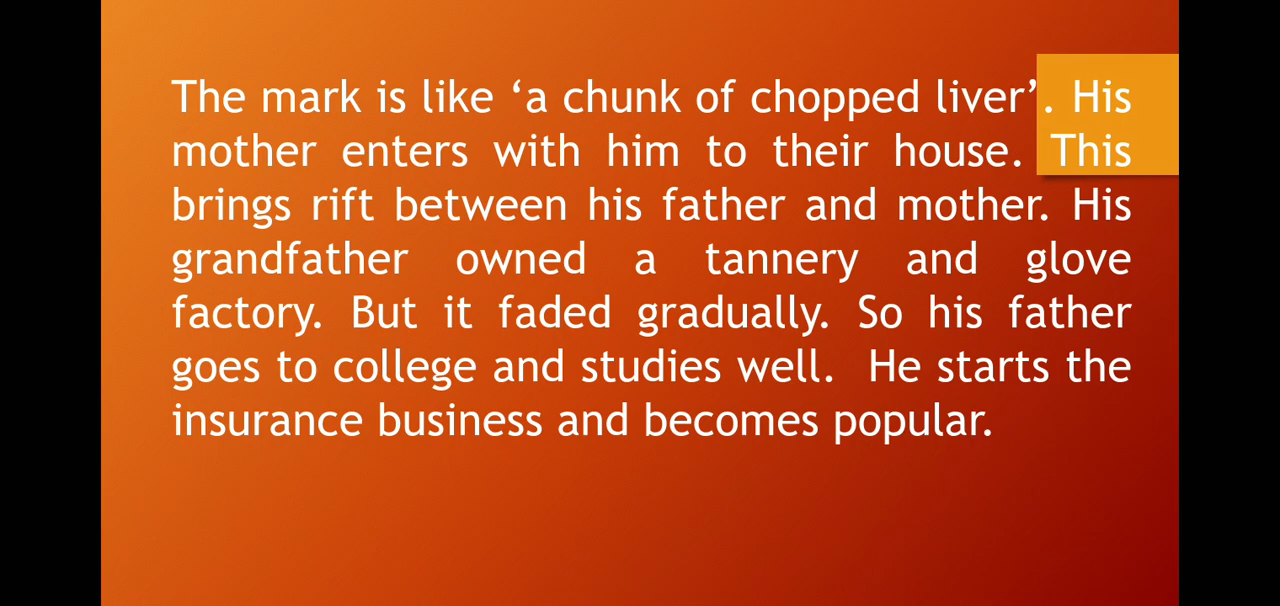 The mark is like ‘a chunk of chopped liver’. His
mother enters with him to their house. This
brings rift between his father and mother. His
grandfather owned a tannery and glove
factory. But it faded gradually. So his father
goes to college and studies well. He starts the
insurance business and becomes popular.